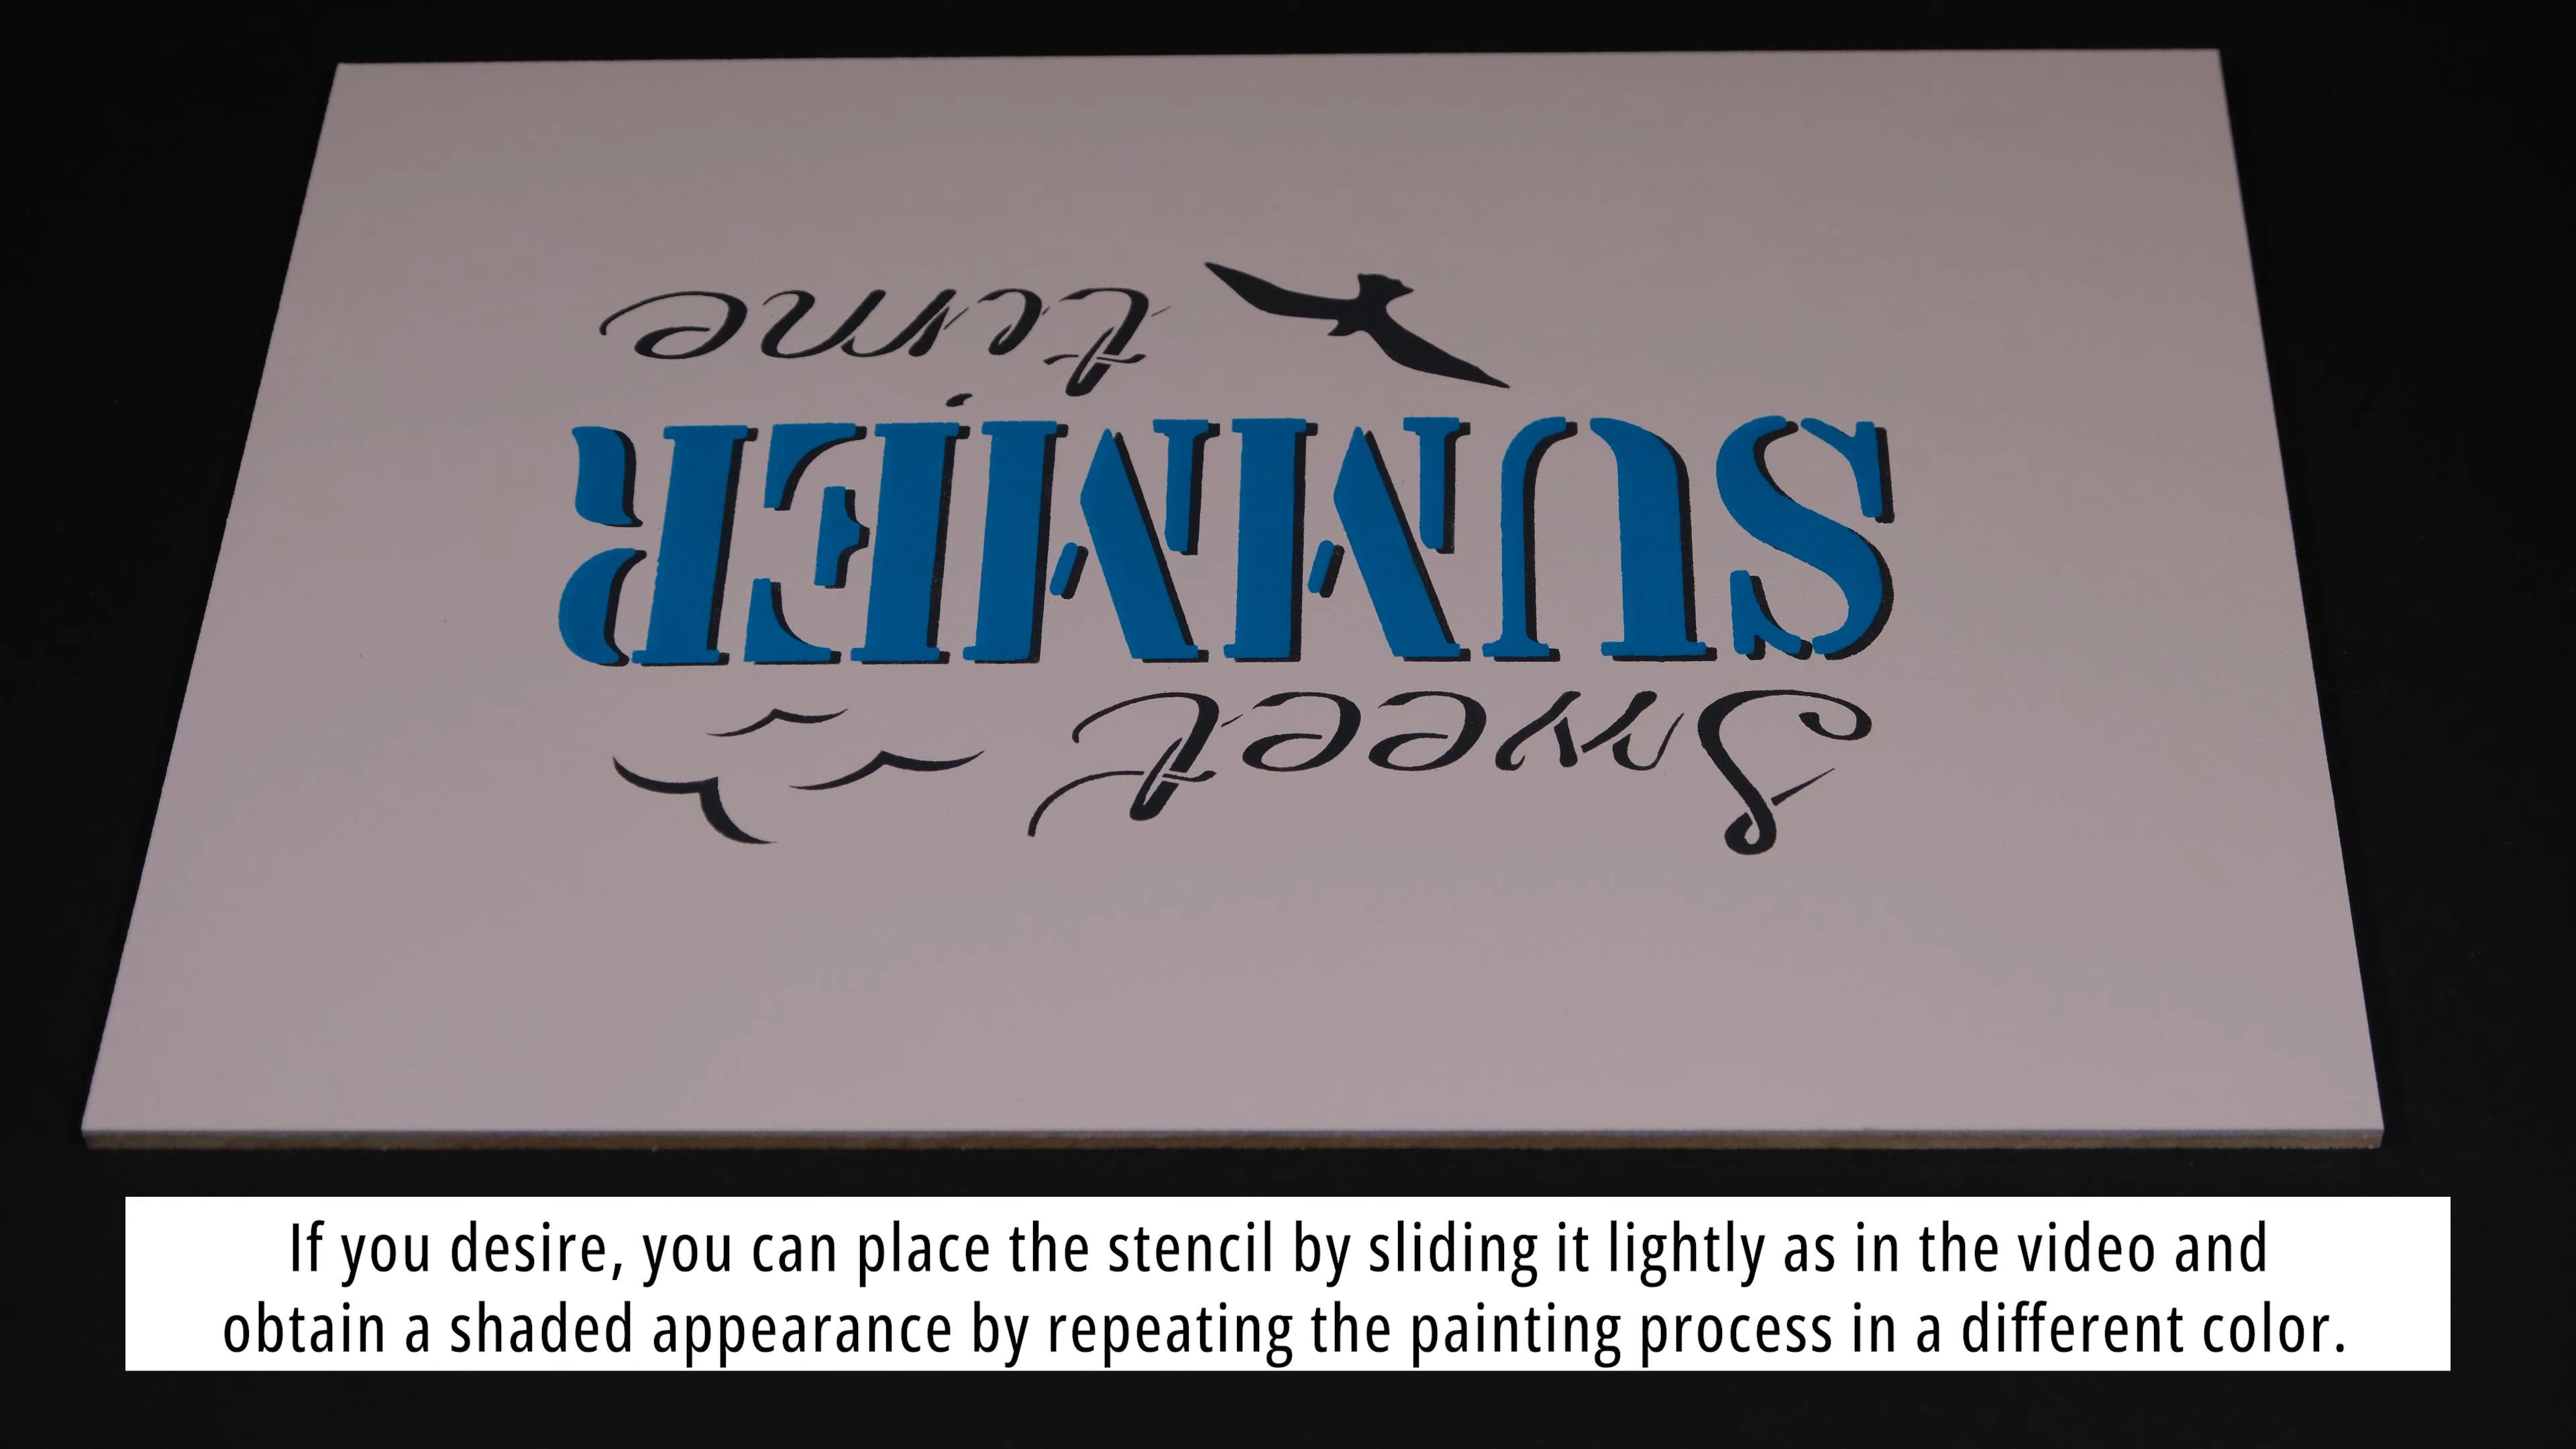 Sweet
SUMMER
time
If you desire, you can place the stencil by sliding it lightly as in the video and
obtain a shaded appearance by repeating the painting process in a different color.